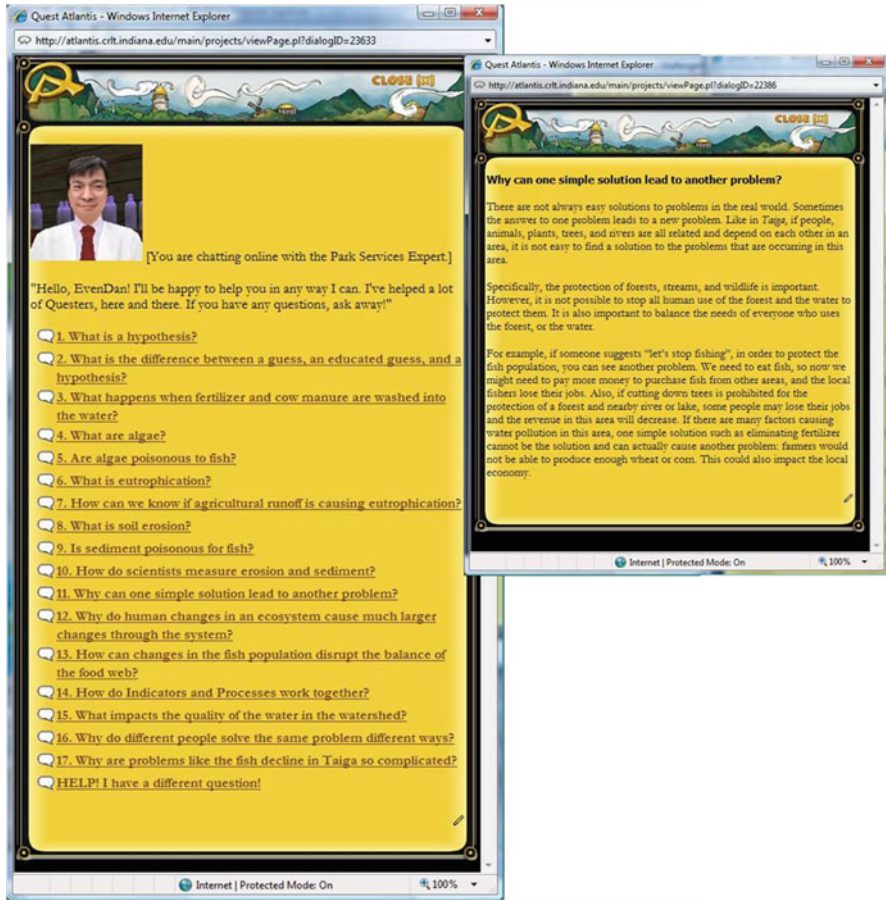 Quest Atlantis - Windows Internet Explorer
http://atlantis.crlt.indiana.edu/main/projects/viewPage.pl?dialogID=23633
CLOSE [X]
[You are chatting online with the Park Services Expert.]
"Hello, EvenDan! I'll be happy to help you in any way I can. I've helped a lot
of Questers, here and there. If you have any questions, ask away!"
1. What is a hypothesis?
2. What is the difference between a guess, an educated guess, and a
hypothesis?
3. What happens when fertilizer and cow manure are washed into
the water?
4. What are algae?
5. Are algae poisonous to fish?
6. What is eutrophication?
7. How can we know if agricultural runoff is causing eutrophication?
8. What is soil erosion?
9. Is sediment poisonous for fish?
10. How do scientists measure erosion and sediment?
11. Why can one simple solution lead to another problem?
12. Why do human changes in an ecosystem cause much larger
changes through the system?
13. How can changes in the fish population disrupt the balance of
the food web?
14. How do Indicators and Processes work together?
15. What impacts the quality of the water in the watershed?
16. Why do different people solve the same problem different ways?
17. Why are problems like the fish decline in Taiga so complicated?
HELP! I have a different question!
Internet | Protected Mode: On
100%
Quest Atlantis - Windows Internet Explorer
http://atlantis.crlt.indiana.edu/main/projects/viewPage.pl?dialogID=22386
CLOSE [X]
Why can one simple solution lead to another problem?
There are not always easy solutions to problems in the real world. Sometimes
the answer to one problem leads to a new problem. Like in Taiga, if people,
animals, plants, trees, and rivers are all related and depend on each other in an
area, it is not easy to find a solution to the problems that are occurring in this
area.
Specifically, the protection of forests, streams, and wildlife is important.
However, it is not possible to stop all human use of the forest and the water to
protect them. It is also important to balance the needs of everyone who uses
the forest, or the water.
For example, if someone suggests "let's stop fishing", in order to protect the
fish population, you can see another problem. We need to eat fish, so now we
might need to pay more money to purchase fish from other areas, and the local
fishers lose their jobs. Also, if cutting down trees is prohibited for the
protection of a forest and nearby river or lake, some people may lose their jobs
and the revenue in this area will decrease. If there are many factors causing
water pollution in this area, one simple solution such as eliminating fertilizer
cannot be the solution and can actually cause another problem: farmers would
not be able to produce enough wheat or corn. This could also impact the local
economy.
Internet | Protected Mode: On
100%